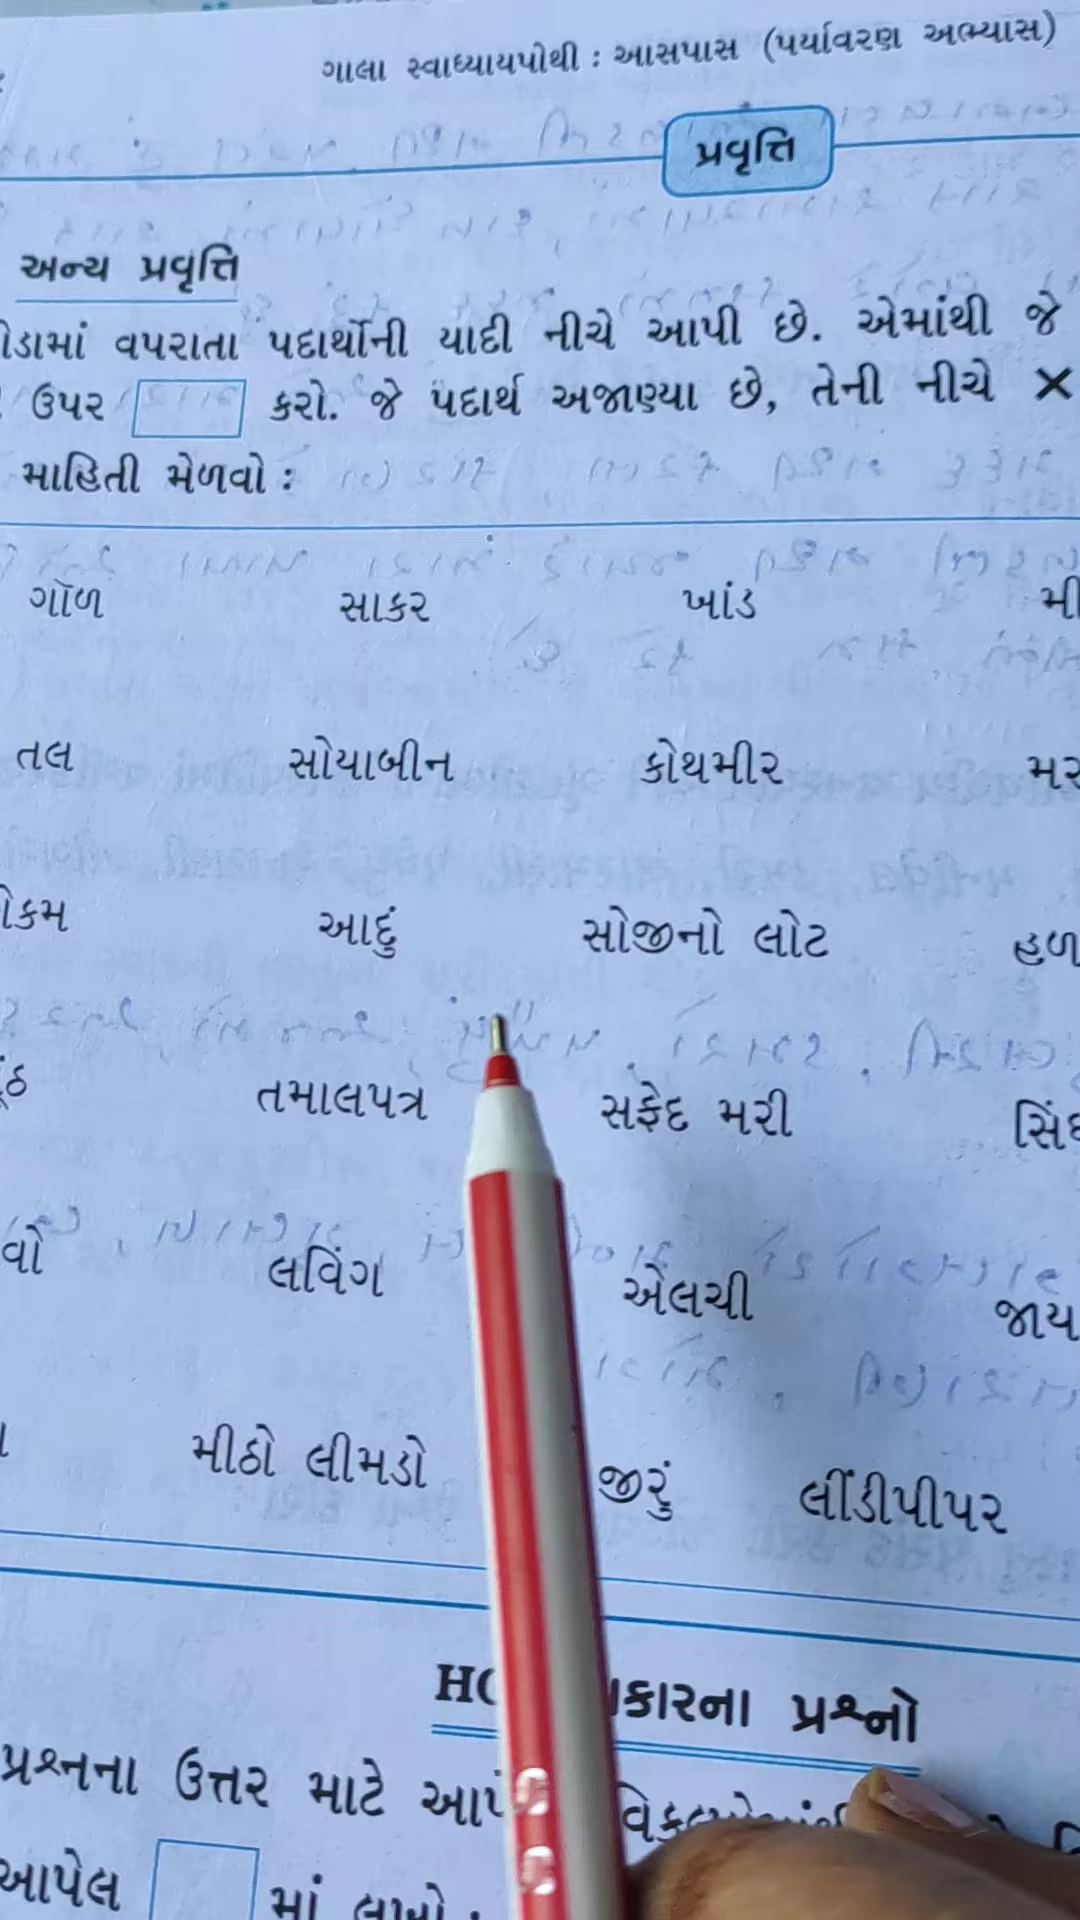 ગાલા સ્વાધ્યાયપોથી : આસપાસ (પર્યાવરણ અભ્યાસ)
પ્રવૃત્તિ
અન્ય પ્રવૃત્તિ
વપરાતા પદાર્થોની યાદી નીચે આપી છે. એમાંથી જે
ઉપર કરો. જે પદાર્થ અજાણ્યા છે, તેની નીચે ×
માહિતી મેળવો :
ગૉળ સાકર ખાંડ
તલ સોયાબીન કોથમીર
આદું સોજીનો લોટ
તમાલપત્ર સફેદ મરી
લવિંગ એલચી
મીઠો લીમડો જીરું લીંડીપીપર
પ્રશ્નો
પ્રશ્નના ઉત્તર માટે
આપેલ માં લખો :